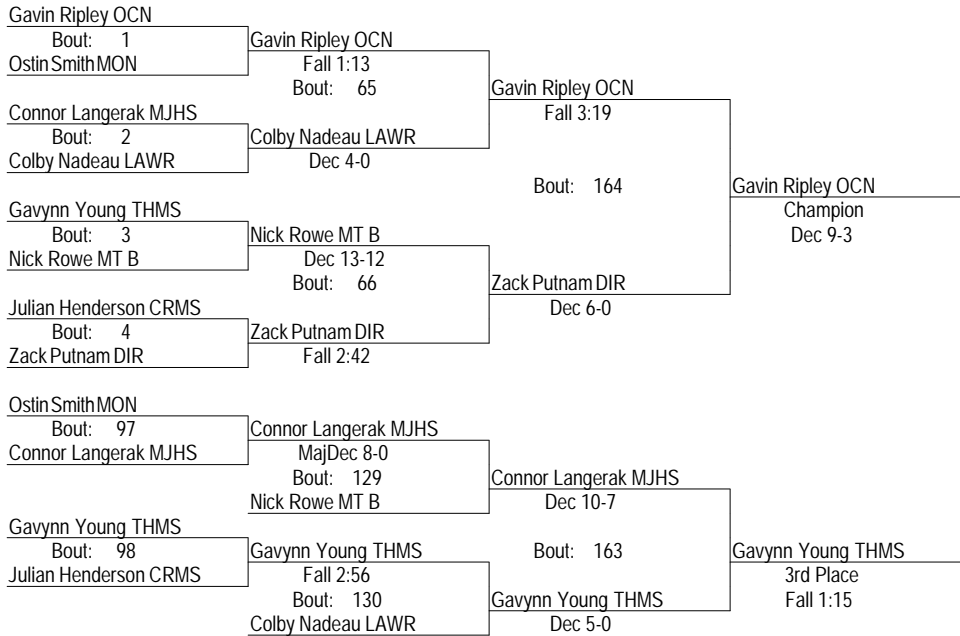 Gavin Ripley OCN
Bout: 1
Gavin Ripley OCN
Ostin Smith MON
Fall 1:13
Bout: 65
Gavin Ripley OCN
Connor Langerak MJHS
Fall 3:19
Bout: 2
Colby Nadeau LAWR
Colby Nadeau LAWR
Dec 4-0
Bout: 164
Gavin Ripley OCN
Gavynn Young THMS
Champion
Bout: 3
Nick Rowe MT B
Dec 9-3
Nick Rowe MT B
Dec 13-12
Bout: 66
Zack Putnam DIR
Julian Henderson CRMS
Dec 6-0
Bout: 4
Zack Putnam DIR
Zack Putnam DIR
Fall 2:42
Ostin Smith MON
Bout: 97
Connor Langerak MJHS
Connor Langerak MJHS
MajDec 8-0
Bout: 129
Connor Langerak MJHS
Nick Rowe MT B
Dec 10-7
Gavynn Young THMS
Bout: 98
Gavynn Young THMS
Bout: 163
Gavynn Young THMS
Julian Henderson CRMS
Fall 2:56
3rd Place
Bout: 130
Gavynn Young THMS
Fall 1:15
Colby Nadeau LAWR
Dec 5-0